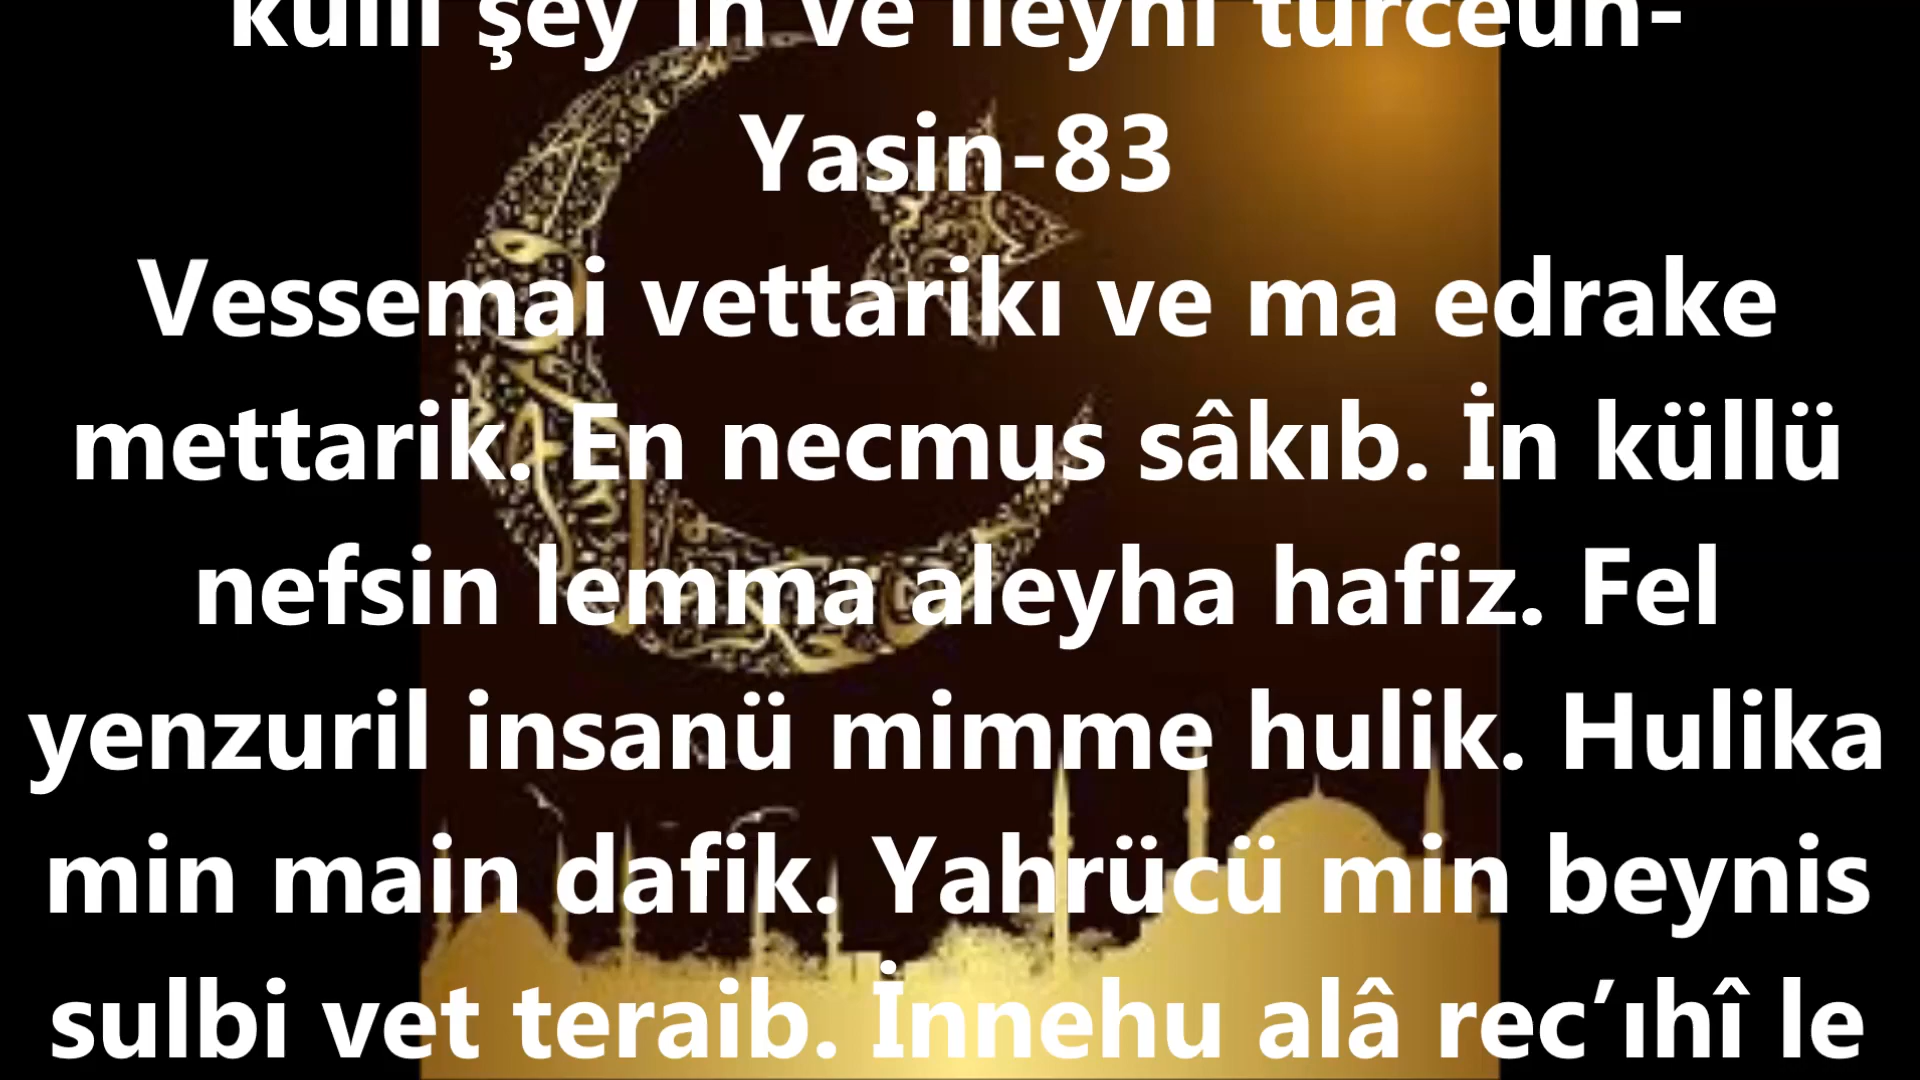 külli şey'in ve ileyhi türceûn-
Yasin-83
Vessemai vettarikı ve ma edrake
mettarik. En necmus sâkıb. İn küllü
nefsin lemma aleyha hafiz. Fel
yenzuril insanü mimme hulik. Hulika
min main dafik. Yahrücü min beynis
sulbi vet teraib. İnnehu alâ rec’ıhî le